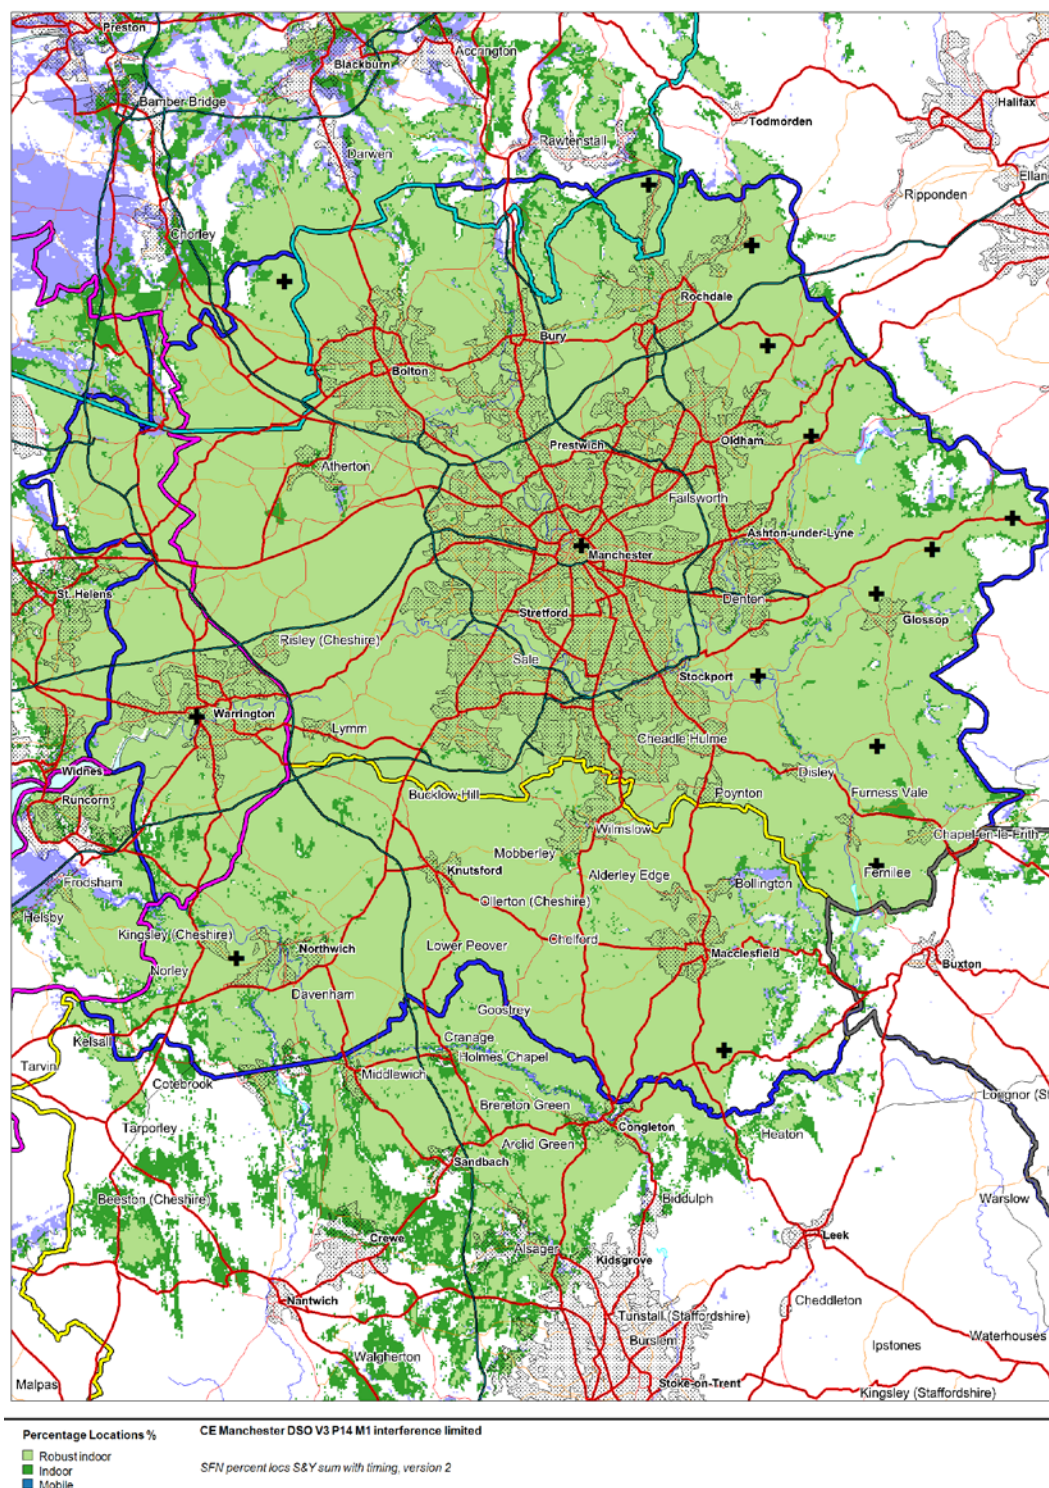 Preston
Accrington
Blackburn
Bamber Bridge
Halifax
Todmorden
Rawtenstall
Darwen
Ripponden
Chorley
Rochdale
Bury
Bolton
Oldham
Prestwich
Atherton
Failsworth
Ashton-under-Lyne
Manchester
St. Helens
Denton
Stretford
Glossop
Risley (Cheshire)
Sale
Stockport
Warrington
Lymm
Cheadle Hulme
Widnes
Disley
Bucklow Hill
Poynton
Furness Vale
Runcorn
Wilmslow
Chapel-en-le-Frith
Mobberley
Knutsford
Alderley Edge
Fernilee
Frodsham
Bollington
Ollerton (Cheshire)
Helsby
Kingsley (Cheshire)
Chelford
Northwich
Lower Peover
Macclesfield
Buxton
Norley
Davenham
Goostrey
Cranage
Kelsall
Holmes Chapel
Tarvin
Middlewich
Cotebrook
Longnor (St
Brereton Green
Tarporley
Congleton
Heaton
Arclid Green
Sandbach
Beeston (Cheshire)
Biddulph
Warslow
Crewe
Leek
Alsager
Kidsgrove
Nantwich
Cheddleton
Tunstall (Staffordshire)
Waterhouses
Burslem
Ipstones
Walgherton
Malpas
Stoke-on-Trent
Kingsley (Staffordshire)
Percentage Locations %
CE Manchester DSO V3 P14 M1 interference limited
Robust indoor
Indoor
SFN percent locs S&Y sum with timing, version 2
Mobile